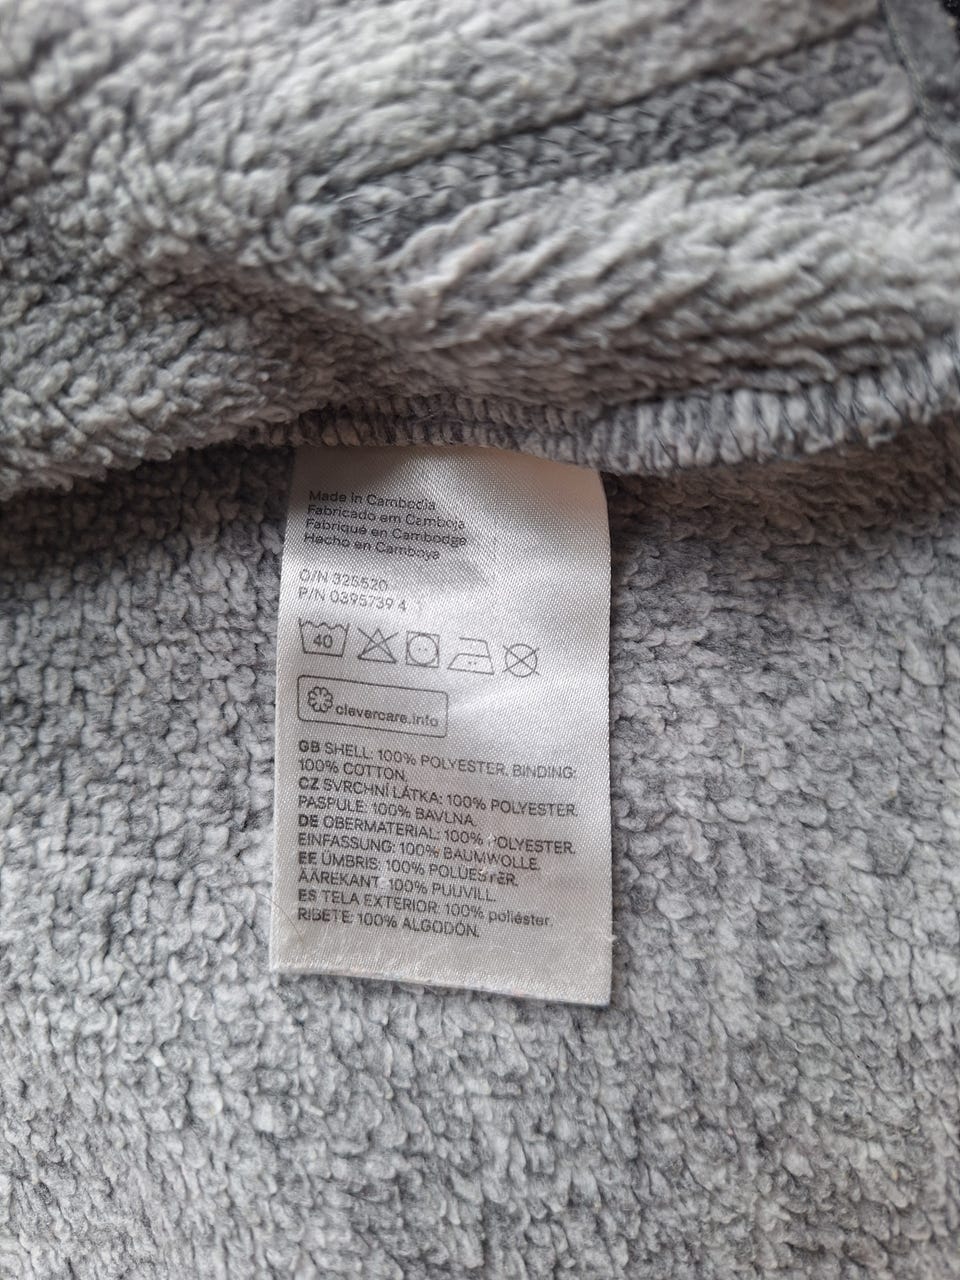 Made in Cambodia
Fabricado em Camboja
Fabriqué en Cambodge
Hecho en Camboya
O/N 325520
P/N 0395739 4
40
clevercare.info
GB SHELL: 100% POLYESTER. BINDING:
100% COTTON.
CZ SVRCHNÍ LÁTKA: 100% POLYESTER.
PASPULE: 100% BAVLNA.
DE OBERMATERIAL: 100% POLYESTER.
EINFASSUNG: 100% BAUMWOLLE.
EE ÜMBRIS: 100% POLÜESTER.
ÄÄREKANT: 100% PUUVILL.
ES TELA EXTERIOR: 100% poliéster.
RIBETE: 100% ALGODÓN.